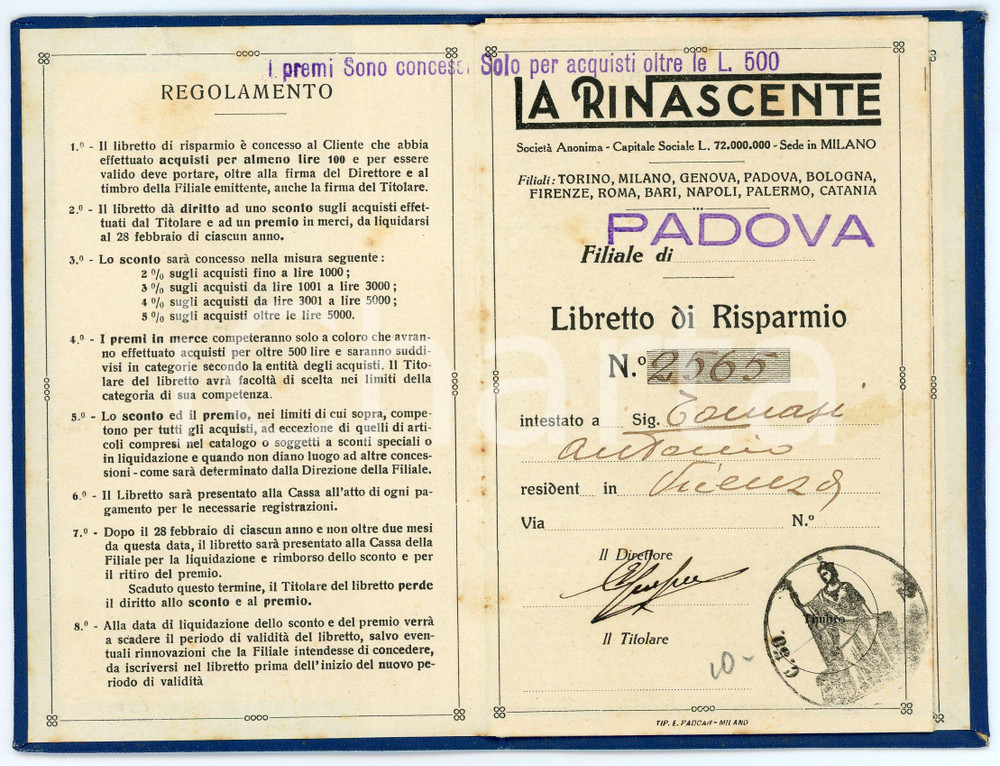 I premi Sono concessi Solo per acquisti oltre le L. 500
REGOLAMENTO
1.º - Il libretto di risparmio è concesso al Cliente che abbia
effettuato acquisti per almeno lire 100 e per essere
valido deve portare, oltre alla firma del Direttore e al
timbro della Filiale emittente, anche la firma del Titolare.
2.º - Il libretto dà diritto ad uno sconto sugli acquisti effet-
tuati dal Titolare e ad un premio in merci, da liquidarsi
al 28 febbraio di ciascun anno.
3.º - Lo sconto sarà concesso nella misura seguente :
2 % sugli acquisti fino a lire 1000 ;
3 % sugli acquisti da lire 1001 a lire 3000 ;
4 % sugli acquisti da lire 3001 a lire 5000 ;
5 % sugli acquisti oltre le lire 5000.
4.º - I premi in merce competeranno solo a coloro che avran-
no effettuato acquisti per oltre 500 lire e saranno suddi-
visi in categorie secondo la entità degli acquisti. Il Tito-
lare del libretto avrà facoltà di scelta nei limiti della
categoria di sua competenza.
5.º - Lo sconto ed il premio, nei limiti di cui sopra, compe-
tono per tutti gli acquisti, ad eccezione di quelli di arti-
coli compresi nel catalogo o soggetti a sconti speciali o
in liquidazione e quando non diano luogo ad altre conces-
sioni - come sarà determinato dalla Direzione della Filiale.
6.º - Il Libretto sarà presentato alla Cassa all'atto di ogni pa-
gamento per le necessarie registrazioni.
7.º - Dopo il 28 febbraio di ciascun anno e non oltre due mesi
da questa data, il libretto sarà presentato alla Cassa della
Filiale per la liquidazione e rimborso dello sconto e per
il ritiro del premio.
Scaduto questo termine, il Titolare del libretto perde
il diritto allo sconto e al premio.
8.º - Alla data di liquidazione dello sconto e del premio verrà
a scadere il periodo di validità del libretto, salvo even-
tuali rinnovazioni che la Filiale intendesse di concedere,
da iscriversi nel libretto prima dell'inizio del nuovo pe-
riodo di validità
LA RINASCENTE
Società Anonima - Capitale Sociale L. 72.000.000 - Sede in MILANO
Filiali: TORINO, MILANO, GENOVA, PADOVA, BOLOGNA,
FIRENZE, ROMA, BARI, NAPOLI, PALERMO, CATANIA
PADOVA
Filiale di
Libretto di Risparmio
N.º 2565
intestato a Sig. Tomasi
Antonio
resident in Vicenza
Via N.º
Il Direttore
Il Titolare
Timbro
C.50.
10-
TIP. E. PADOAN - MILANO
charta